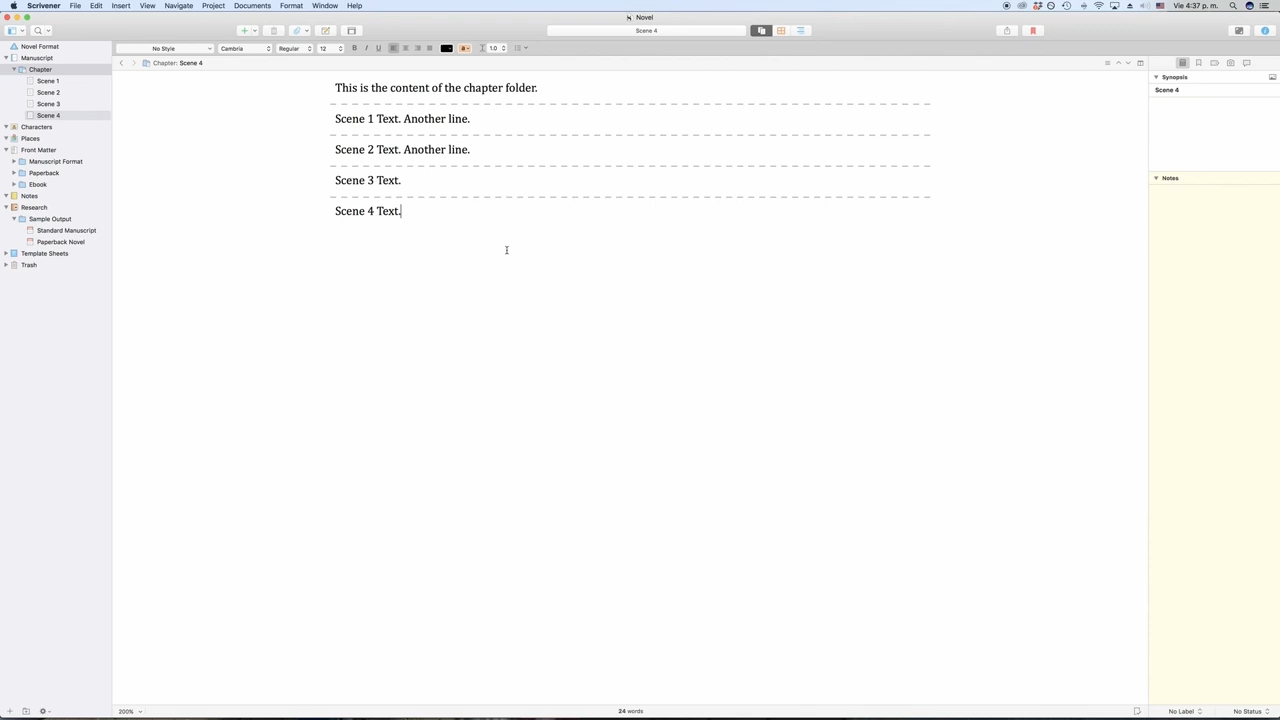 Scrivener File Edit Insert View Navigate Project Documents Format Window Help Vie 4:37 p. m.
Novel
Scene 4
No Style Cambria Regular 12 B I U a 1.0
Chapter: Scene 4
Novel Format
Manuscript
Chapter
Scene 1
Scene 2
Scene 3
Scene 4
Characters
Places
Front Matter
Manuscript Format
Paperback
Ebook
Notes
Research
Sample Output
Standard Manuscript
Paperback Novel
Template Sheets
Trash
This is the content of the chapter folder.
Scene 1 Text. Another line.
Scene 2 Text. Another line.
Scene 3 Text.
Scene 4 Text.
Synopsis
Scene 4
Notes
200% 24 words No Label No Status